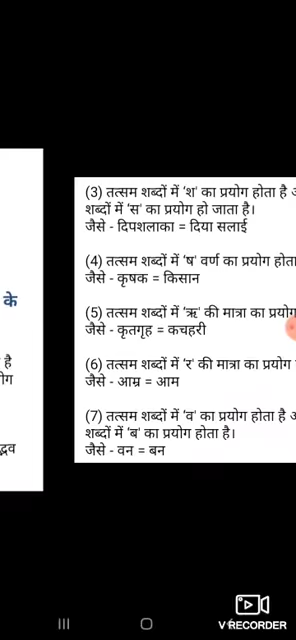 के
है
द्भव
(3) तत्सम शब्दों में 'श' का प्रयोग होता है
शब्दों में 'स' का प्रयोग हो जाता है।
जैसे - दिपशलाका = दिया सलाई
(4) तत्सम शब्दों में 'ष' वर्ण का प्रयोग होता
जैसे - कृषक = किसान
(5) तत्सम शब्दों में 'ऋ' की मात्रा का प्रयोग
जैसे - कृतगृह = कचहरी
(6) तत्सम शब्दों में 'र' की मात्रा का प्रयोग
जैसे - आम्र = आम
(7) तत्सम शब्दों में 'व' का प्रयोग होता है
शब्दों में 'ब' का प्रयोग होता है।
जैसे - वन = बन
V RECORDER